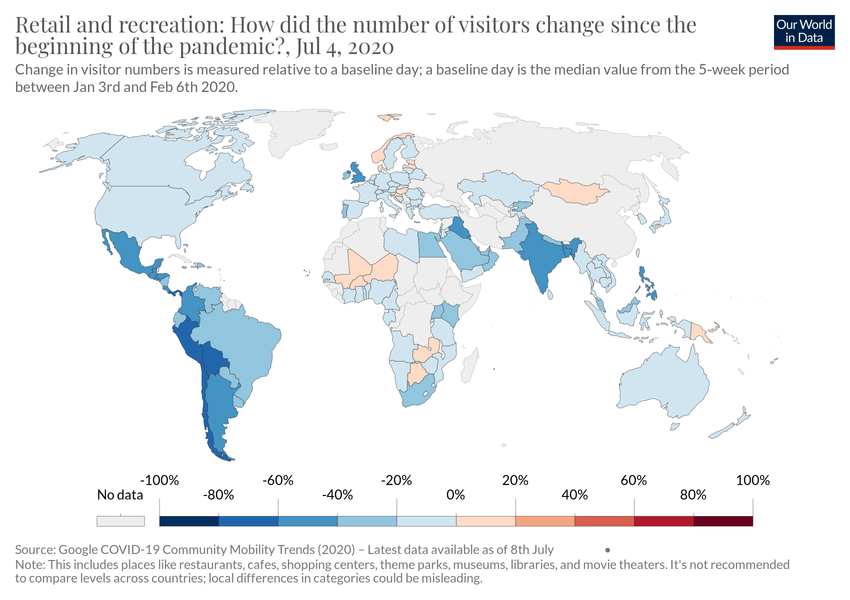 Retail and recreation: How did the number of visitors change since the
beginning of the pandemic?, Jul 4, 2020
Our World
in Data
Change in visitor numbers is measured relative to a baseline day; a baseline day is the median value from the 5-week period
between Jan 3rd and Feb 6th 2020.
-100% -60% -20% 20% 60% 100%
No data -80% -40% 0% 40% 80%
Source: Google COVID-19 Community Mobility Trends (2020) – Latest data available as of 8th July
Note: This includes places like restaurants, cafes, shopping centers, theme parks, museums, libraries, and movie theaters. It's not recommended
to compare levels across countries; local differences in categories could be misleading.